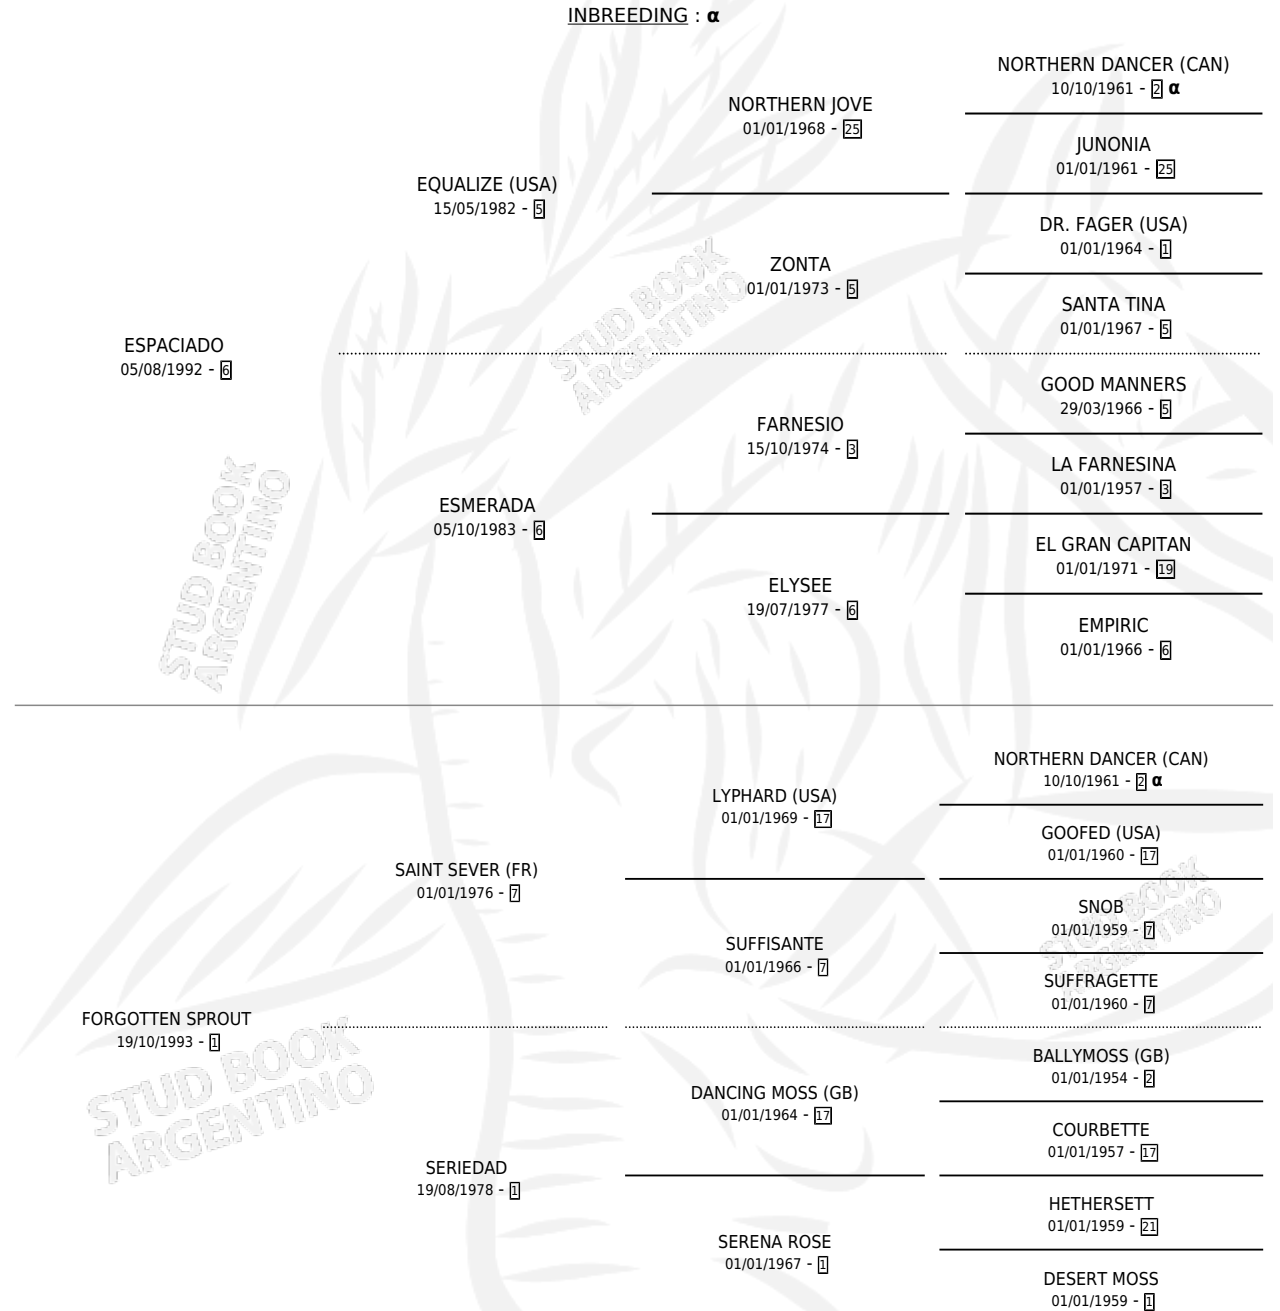 INBREEDING : α
NORTHERN DANCER (CAN)
10/10/1961 - 2 α
NORTHERN JOVE
01/01/1968 - 25
JUNONIA
01/01/1961 - 25
EQUALIZE (USA)
15/05/1982 - 5
DR. FAGER (USA)
01/01/1964 - 1
ZONTA
01/01/1973 - 5
SANTA TINA
01/01/1967 - 5
ESPACIADO
05/08/1992 - 6
GOOD MANNERS
29/03/1966 - 5
FARNESIO
15/10/1974 - 3
LA FARNESINA
01/01/1957 - 3
ESMERADA
05/10/1983 - 6
EL GRAN CAPITAN
01/01/1971 - 19
ELYSEE
19/07/1977 - 6
EMPIRIC
01/01/1966 - 6
NORTHERN DANCER (CAN)
10/10/1961 - 2 α
LYPHARD (USA)
01/01/1969 - 17
GOOFED (USA)
01/01/1960 - 17
SAINT SEVER (FR)
01/01/1976 - 7
SNOB
01/01/1959 - 7
SUFFISANTE
01/01/1966 - 7
SUFFRAGETTE
01/01/1960 - 7
FORGOTTEN SPROUT
19/10/1993 - 1
BALLYMOSS (GB)
01/01/1954 - 2
DANCING MOSS (GB)
01/01/1964 - 17
COURBETTE
01/01/1957 - 17
SERIEDAD
19/08/1978 - 1
HETHERSETT
01/01/1959 - 21
SERENA ROSE
01/01/1967 - 1
DESERT MOSS
01/01/1959 - 1
STUD BOOK
ARGENTINO
STUD BOOK
ARGENTINO
STUD BOOK
ARGENTINO
STUD BOOK
ARGENTINO